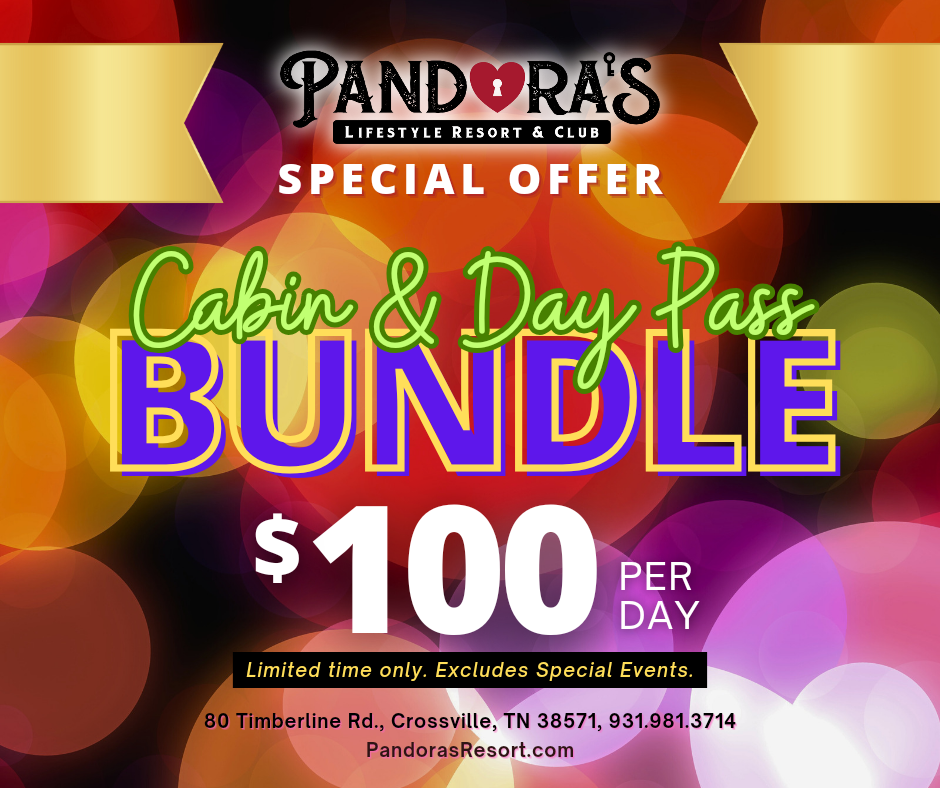 PANDORA'S
LIFESTYLE RESORT & CLUB
SPECIAL OFFER
Cabin & Day Pass
BUNDLE
$100 PER DAY
Limited time only. Excludes Special Events.
80 Timberline Rd., Crossville, TN 38571, 931.981.3714
PandorasResort.com